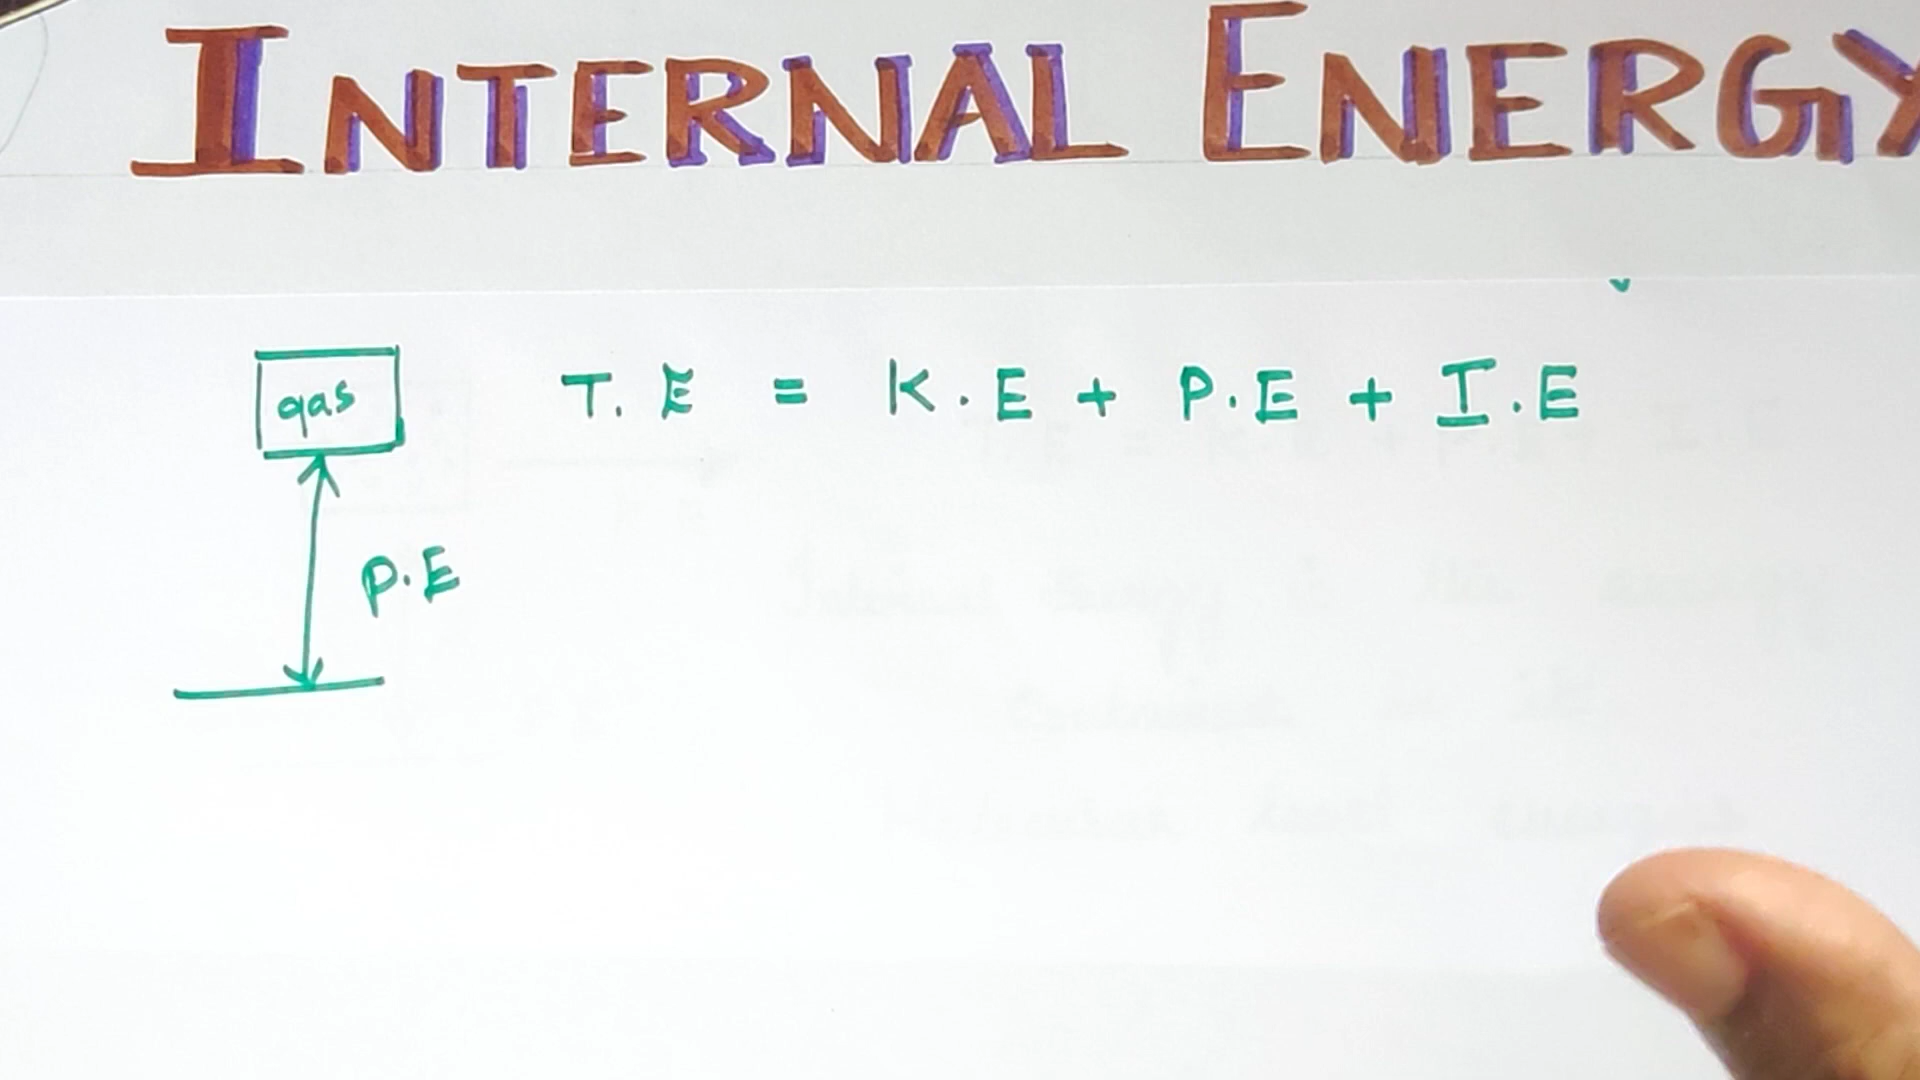 INTERNAL ENERGY
gas
T.E = K.E + P.E + I.E
P.E